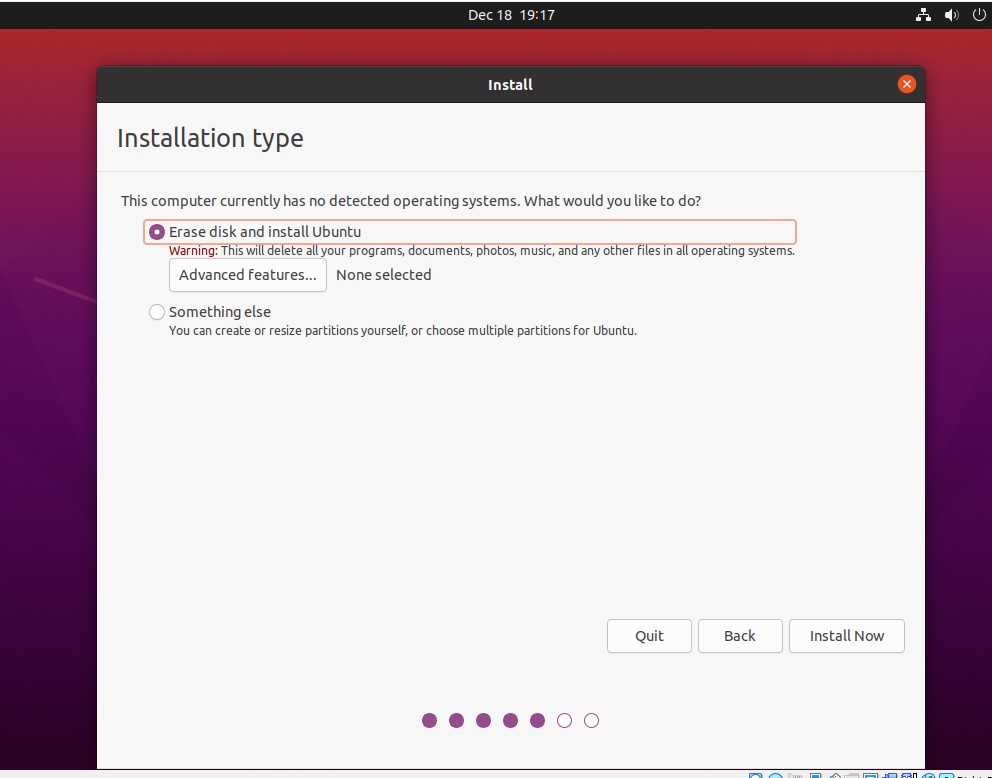 Dec 18 19:17
Install
Installation type
This computer currently has no detected operating systems. What would you like to do?
Erase disk and install Ubuntu
Warning: This will delete all your programs, documents, photos, music, and any other files in all operating systems.
Advanced features... None selected
Something else
You can create or resize partitions yourself, or choose multiple partitions for Ubuntu.
Quit Back Install Now